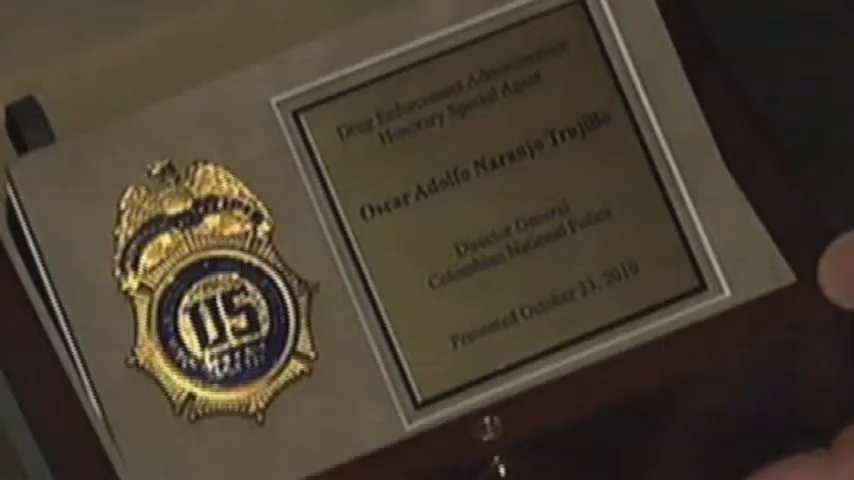 Drug Enforcement Administration
Honorary Special Agent
Oscar Adolfo Naranjo Trujillo
Director General
Colombian National Police
Presented October 23, 2010
US